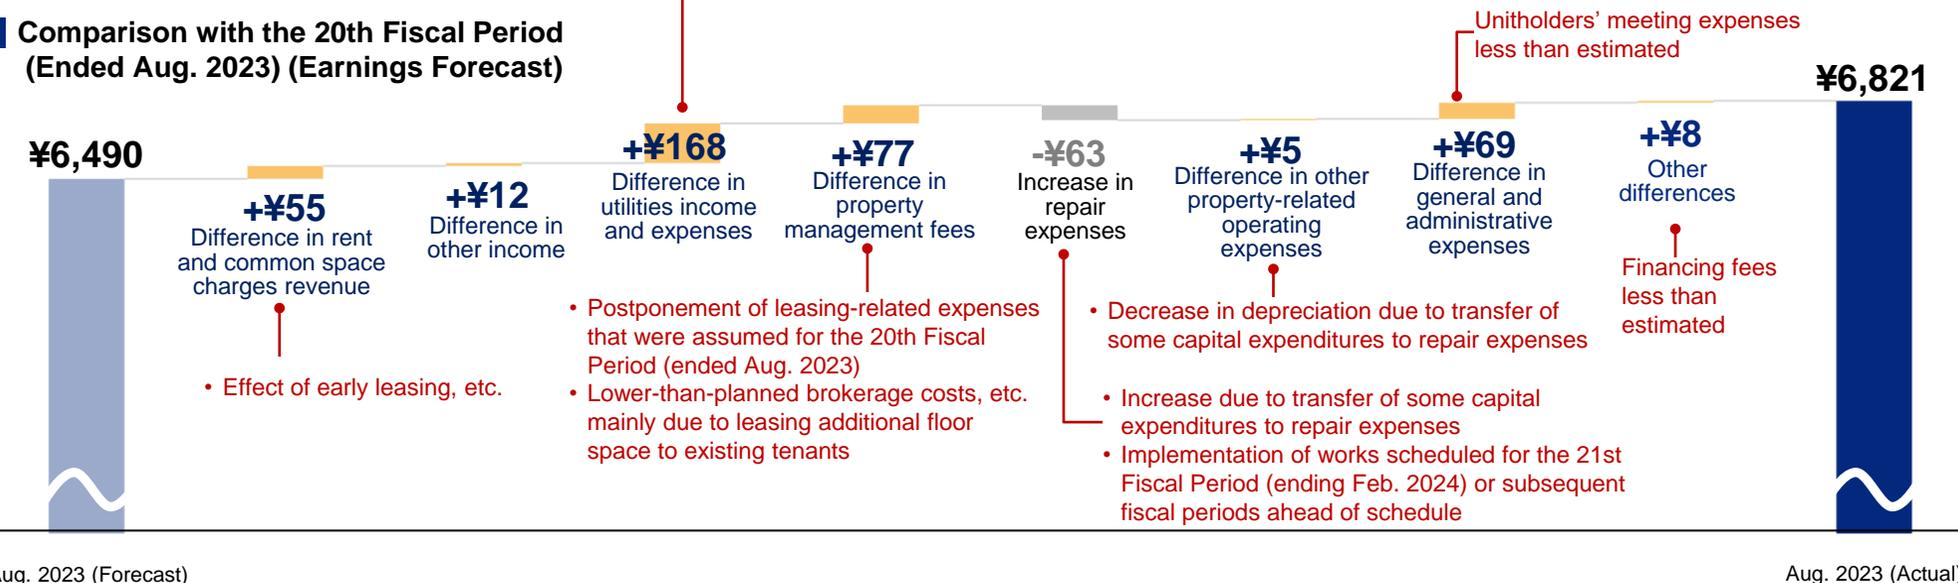 Comparison with the 20th Fiscal Period
(Ended Aug. 2023) (Earnings Forecast)
Unitholders’ meeting expenses
less than estimated
¥6,490
+¥55
Difference in rent
and common space
charges revenue
• Effect of early leasing, etc.
+¥12
Difference in
other income
+¥168
Difference in
utilities income
and expenses
+¥77
Difference in
property
management fees
• Postponement of leasing-related expenses
that were assumed for the 20th Fiscal
Period (ended Aug. 2023)
• Lower-than-planned brokerage costs, etc.
mainly due to leasing additional floor
space to existing tenants
-¥63
Increase in
repair
expenses
• Increase due to transfer of some capital
expenditures to repair expenses
• Implementation of works scheduled for the 21st
Fiscal Period (ending Feb. 2024) or subsequent
fiscal periods ahead of schedule
+¥5
Difference in other
property-related
operating
expenses
• Decrease in depreciation due to transfer of
some capital expenditures to repair expenses
+¥69
Difference in
general and
administrative
expenses
+¥8
Other
differences
Financing fees
less than
estimated
¥6,821
Aug. 2023 (Forecast)
Aug. 2023 (Actual)